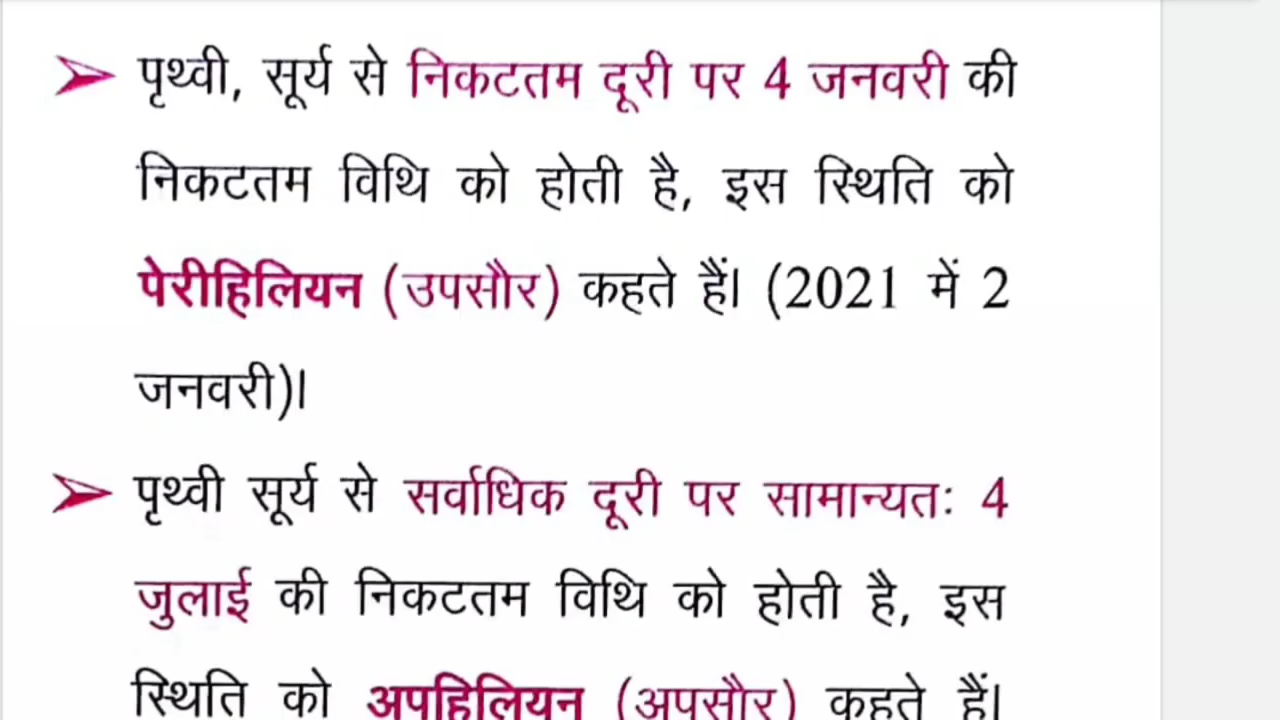 ➢ पृथ्वी, सूर्य से निकटतम दूरी पर 4 जनवरी की
निकटतम विथि को होती है, इस स्थिति को
पेरीहिलियन (उपसौर) कहते हैं। (2021 में 2
जनवरी)।
➢ पृथ्वी सूर्य से सर्वाधिक दूरी पर सामान्यतः 4
जुलाई की निकटतम विथि को होती है, इस
स्थिति को अपहिलियन (अपसौर) कहते हैं।